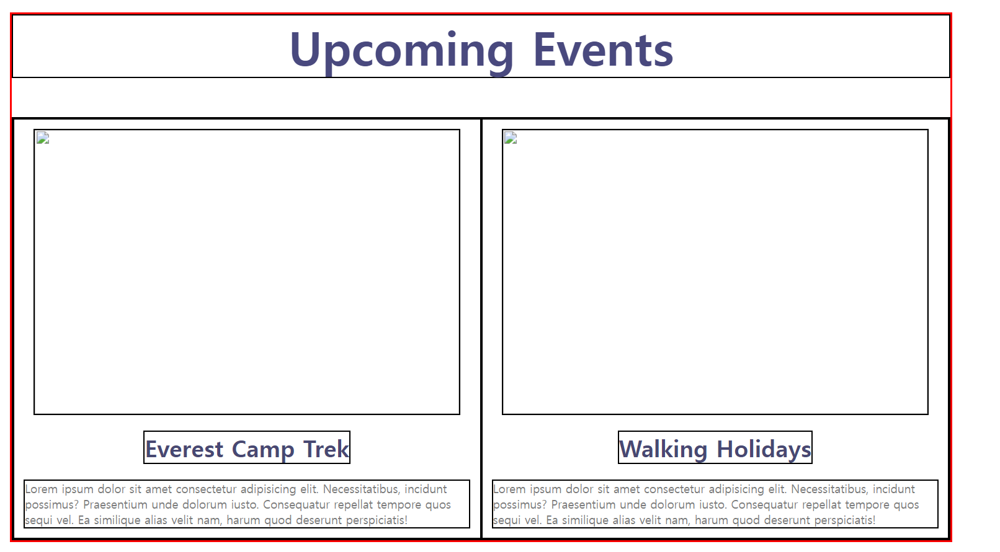 Upcoming Events
Everest Camp Trek
Lorem ipsum dolor sit amet consectetur adipisicing elit. Necessitatibus, incidunt
possimus? Praesentium unde dolorum iusto. Consequatur repellat tempore quos
sequi vel. Ea similique alias velit nam, harum quod deserunt perspiciatis!
Walking Holidays
Lorem ipsum dolor sit amet consectetur adipisicing elit. Necessitatibus, incidunt
possimus? Praesentium unde dolorum iusto. Consequatur repellat tempore quos
sequi vel. Ea similique alias velit nam, harum quod deserunt perspiciatis!